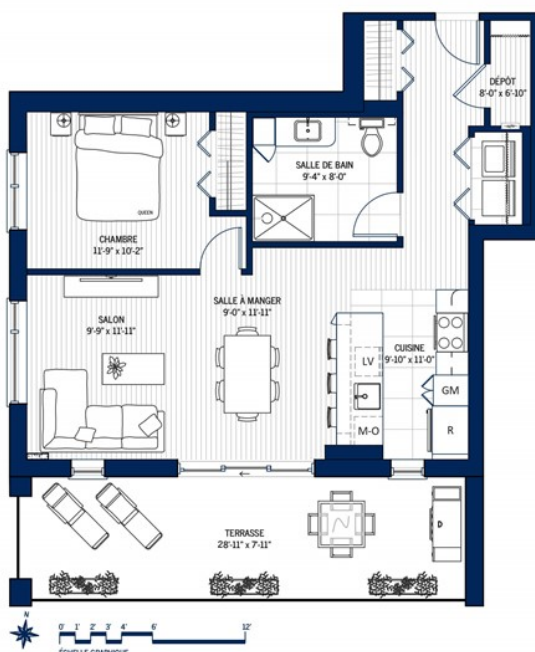 DÉPÔT
8'-0" x 6'-10"
SALLE DE BAIN
9'-4" x 8'-0"
QUEEN
CHAMBRE
11'-9" x 10'-2"
SALON
9'-9" x 11'-11"
SALLE À MANGER
9'-0" x 11'-11"
CUISINE
9'-10" x 11'-0"
LV
GM
M-O
R
TERRASSE
28'-11" x 7'-11"
D
N
0' 1' 2' 3' 4' 6' 12'
ÉCHELLE GRAPHIQUE